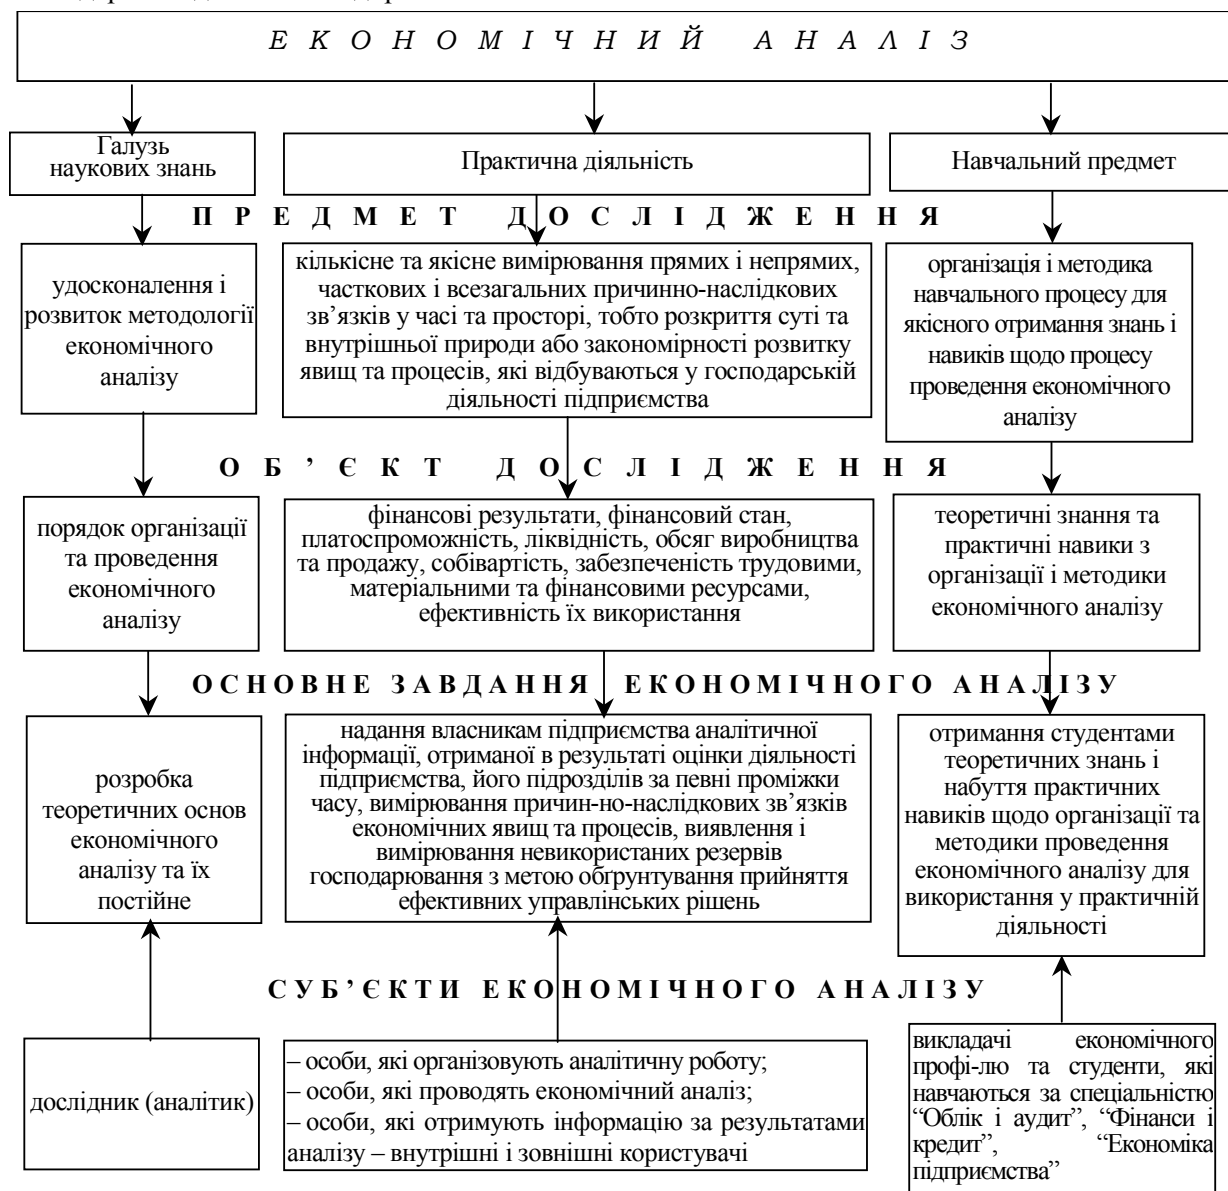 Е К О Н О М І Ч Н И Й А Н А Л І З
Галузь
наукових знань
Практична діяльність
Навчальний предмет
П Р Е Д М Е Т Д О С Л І Д Ж Е Н Н Я
удосконалення і
розвиток методології
економічного
аналізу
кількісне та якісне вимірювання прямих і непрямих,
часткових і всезагальних причинно-наслідкових
зв’язків у часі та просторі, тобто розкриття суті та
внутрішньої природи або закономірності розвитку
явищ та процесів, які відбуваються у господарській
діяльності підприємства
організація і методика
навчального процесу для
якісного отримання знань і
навиків щодо процесу
проведення економічного
аналізу
О Б ’ Є К Т Д О С Л І Д Ж Е Н Н Я
порядок організації
та проведення
економічного
аналізу
фінансові результати, фінансовий стан,
платоспроможність, ліквідність, обсяг виробництва
та продажу, собівартість, забезпеченість трудовими,
матеріальними та фінансовими ресурсами,
ефективність їх використання
теоретичні знання та
практичні навики з
організації і методики
економічного аналізу
О С Н О В Н Е З А В Д А Н Н Я Е К О Н О М І Ч Н О Г О А Н А Л І З У
розробка
теоретичних основ
економічного
аналізу та їх
постійне
надання власникам підприємства аналітичної
інформації, отриманої в результаті оцінки діяльності
підприємства, його підрозділів за певні проміжки
часу, вимірювання причин-но-наслідкових зв’язків
економічних явищ та процесів, виявлення і
вимірювання невикористаних резервів
господарювання з метою обґрунтування прийняття
ефективних управлінських рішень
отримання студентами
теоретичних знань і
набуття практичних
навиків щодо організації та
методики проведення
економічного аналізу для
використання у практичній
діяльності
С У Б ’ Є К Т И Е К О Н О М І Ч Н О Г О А Н А Л І З У
дослідник (аналітик)
– особи, які організовують аналітичну роботу;
– особи, які проводять економічний аналіз;
– особи, які отримують інформацію за результатами
аналізу – внутрішні і зовнішні користувачі
викладачі економічного
профі-лю та студенти, які
навчаються за спеціальністю
“Облік і аудит”, “Фінанси і
кредит”, “Економіка
підприємства”